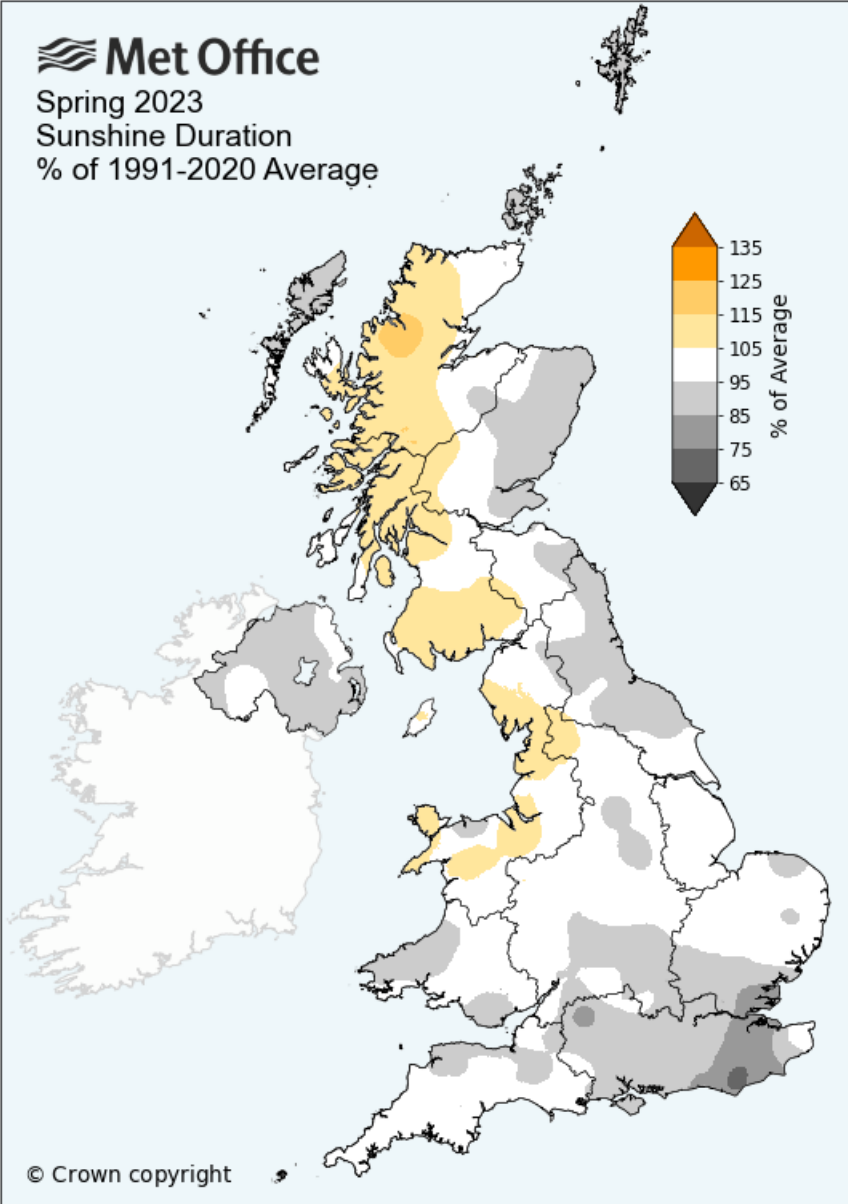 Met Office
Spring 2023
Sunshine Duration
% of 1991-2020 Average
135
125
115
105
95
85
75
65
% of Average
© Crown copyright